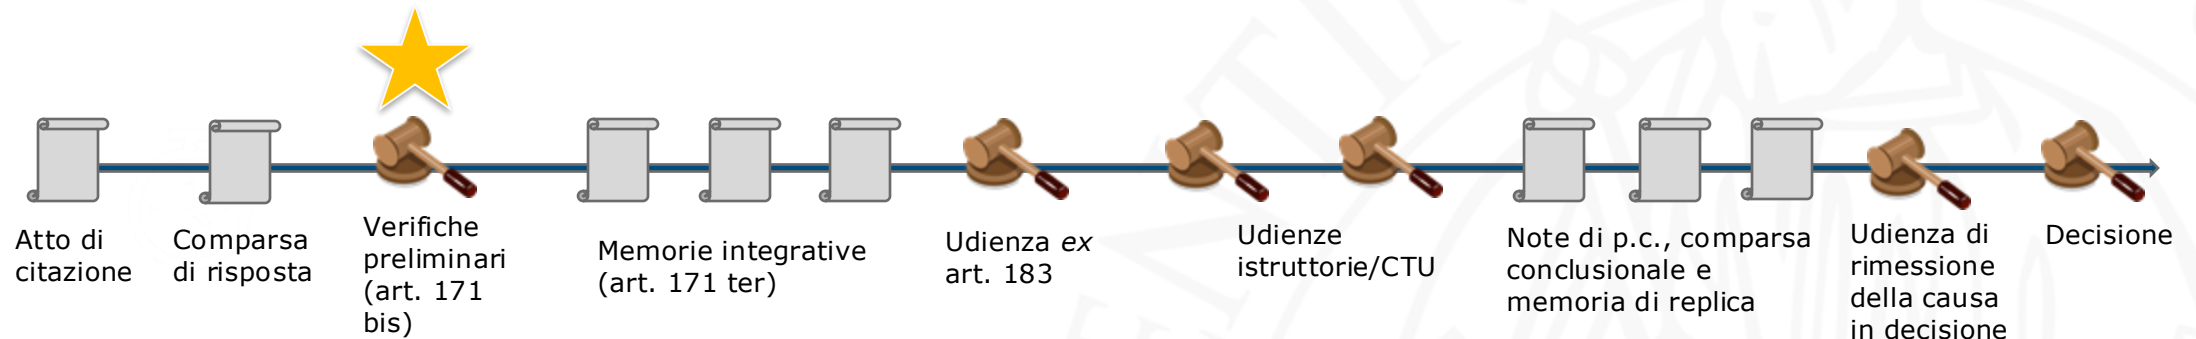 Atto di
citazione
Comparsa
di risposta
Verifiche
preliminari
(art. 171
bis)
Memorie integrative
(art. 171 ter)
Udienza ex
art. 183
Udienze
istruttorie/CTU
Note di p.c., comparsa
conclusionale e
memoria di replica
Udienza di
rimessione
della causa
in decisione
Decisione